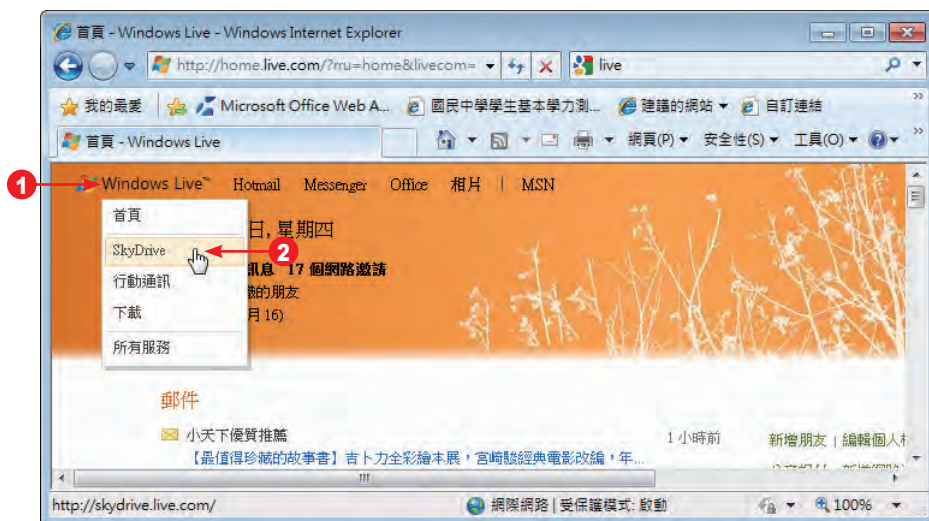 首頁 - Windows Live - Windows Internet Explorer
http://home.live.com/?rru=home&livecom= live
我的最愛 Microsoft Office Web A... 國民中學學生基本學力測... 建議的網站 自訂連結
首頁 - Windows Live 網頁(P) 安全性(S) 工具(O)
1 Windows Live™ Hotmail Messenger Office 相片 | MSN
首頁
日, 星期四
SkyDrive 2
訊息 17 個網路邀請
行動通訊
的朋友
下載
月 16)
所有服務
郵件
小天下優質推薦 1 小時前 新增朋友 | 編輯個人
【最值得珍藏的故事書】吉卜力全彩繪本展,宮崎駿經典電影改編,年...
http://skydrive.live.com/ 網際網路 | 受保護模式: 啟動 100%